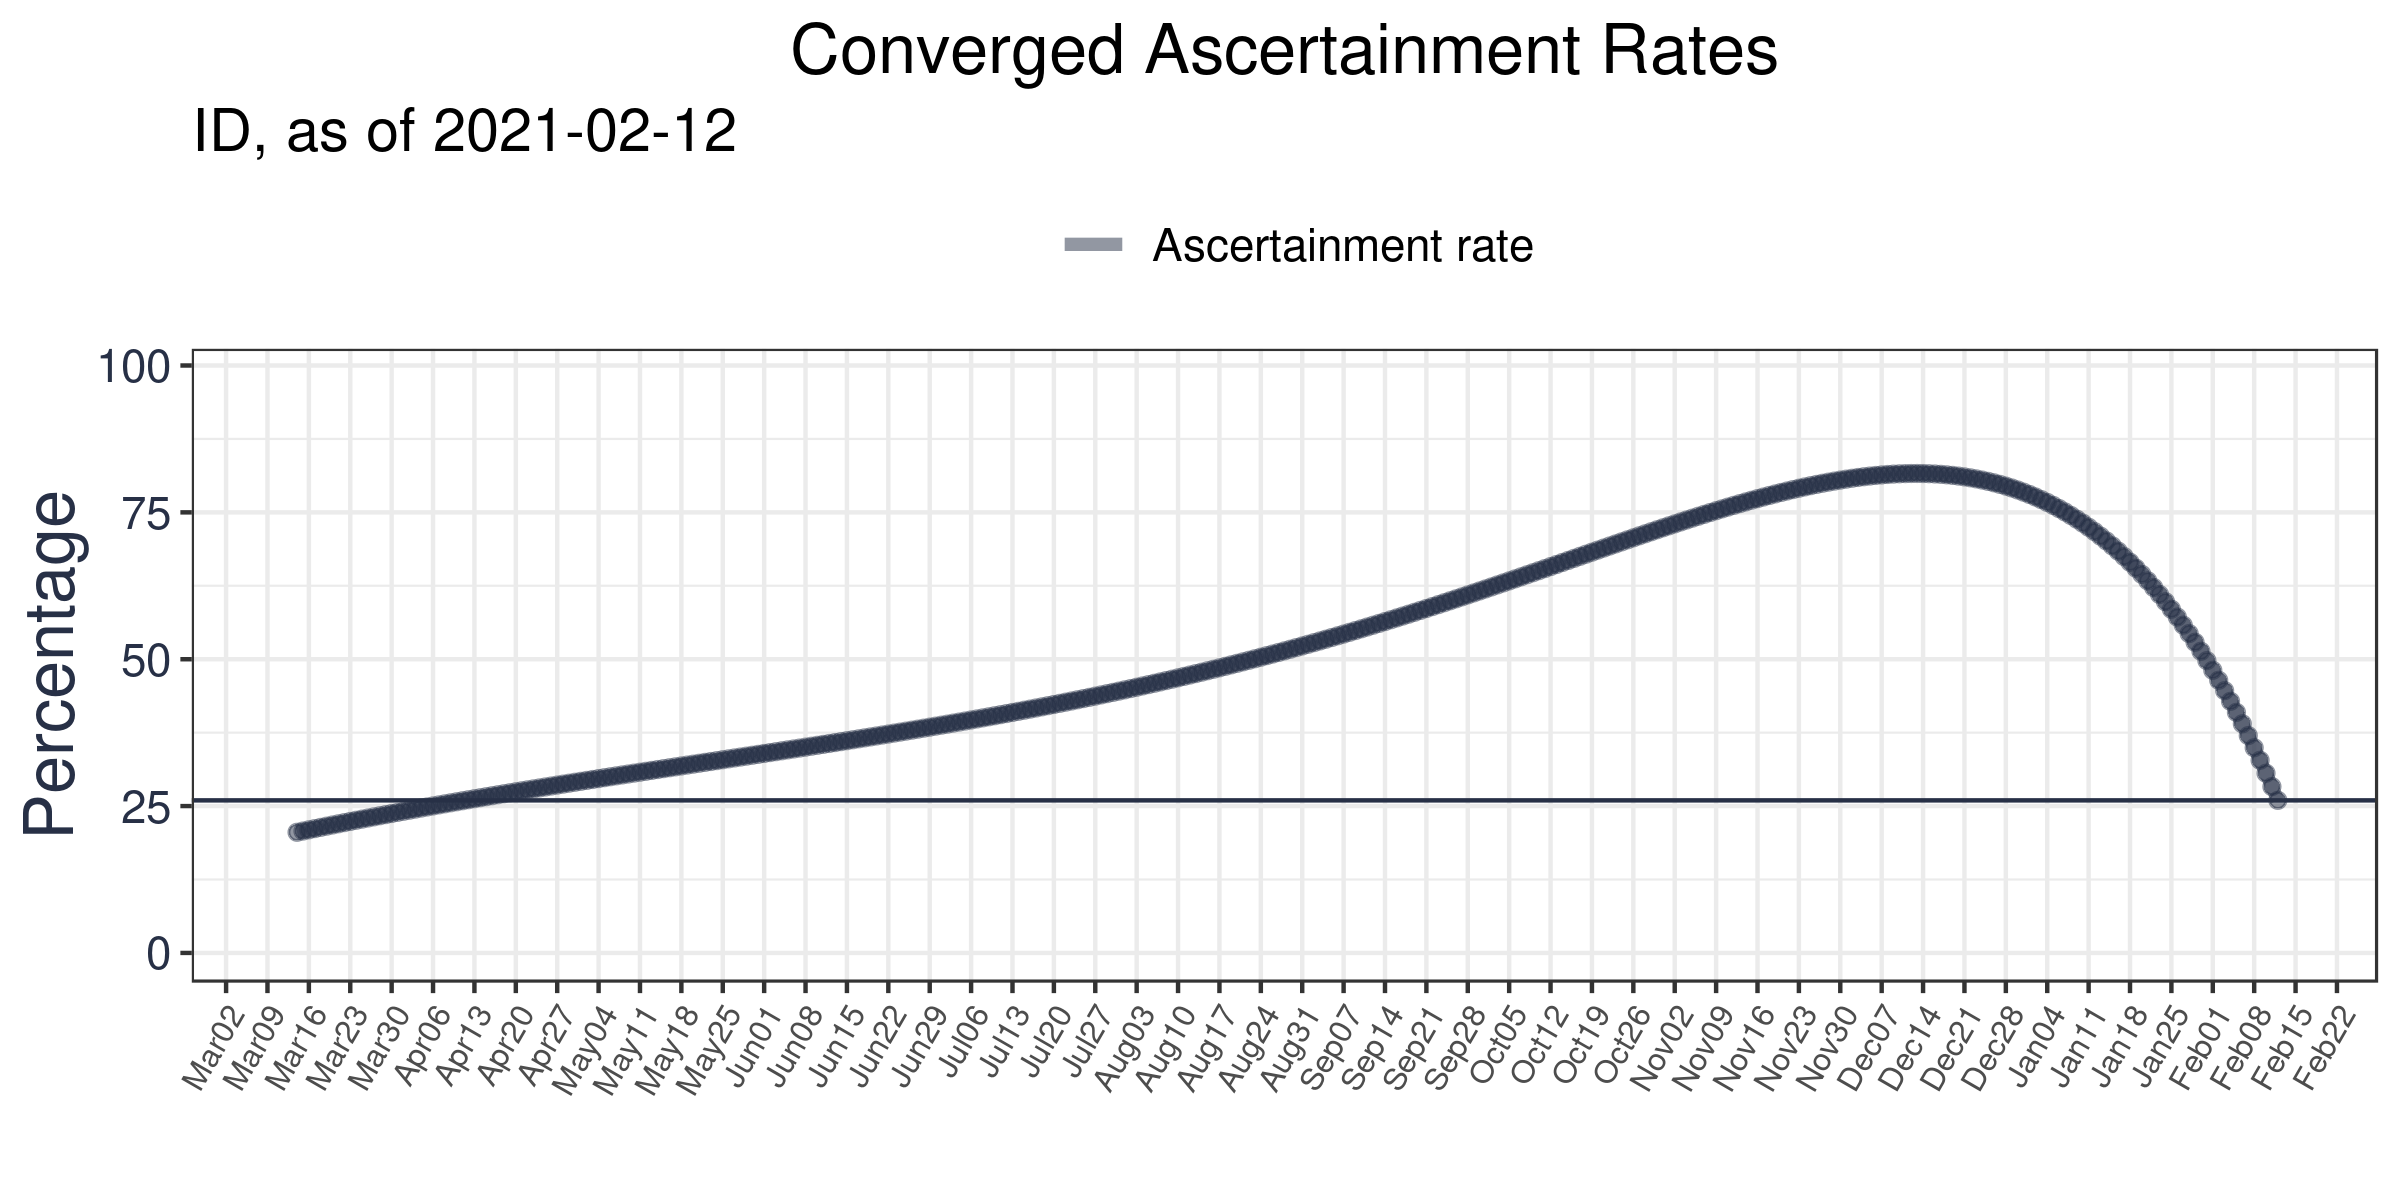 Converged Ascertainment Rates
ID, as of 2021-02-12
Ascertainment rate
Percentage
100
75
50
25
0
Mar02 Mar09 Mar16 Mar23 Mar30 Apr06 Apr13 Apr20 Apr27 May04 May11 May18 May25 Jun01 Jun08 Jun15 Jun22 Jun29 Jul06 Jul13 Jul20 Jul27 Aug03 Aug10 Aug17 Aug24 Aug31 Sep07 Sep14 Sep21 Sep28 Oct05 Oct12 Oct19 Oct26 Nov02 Nov09 Nov16 Nov23 Nov30 Dec07 Dec14 Dec21 Dec28 Jan04 Jan11 Jan18 Jan25 Feb01 Feb08 Feb15 Feb22